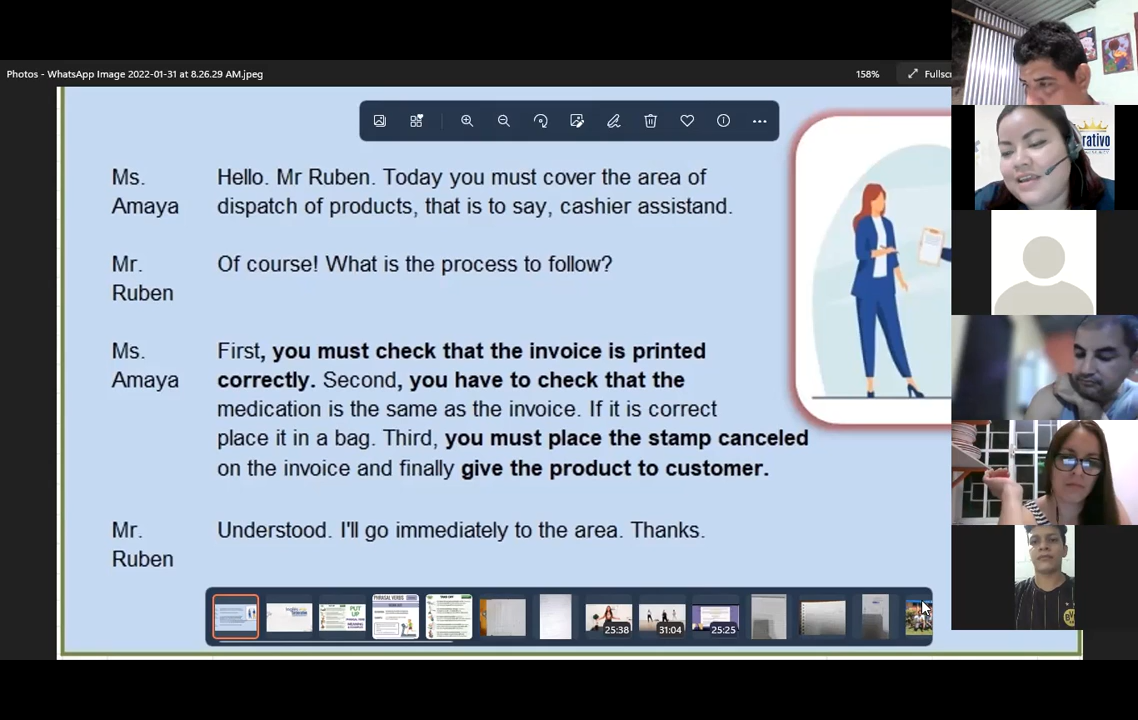 Photos - WhatsApp Image 2022-01-31 at 8.26.29 AM.jpeg
158%
Ms. Amaya
Hello. Mr Ruben. Today you must cover the area of
dispatch of products, that is to say, cashier assistand.
Mr. Ruben
Of course! What is the process to follow?
Ms. Amaya
First, you must check that the invoice is printed
correctly. Second, you have to check that the
medication is the same as the invoice. If it is correct
place it in a bag. Third, you must place the stamp canceled
on the invoice and finally give the product to customer.
Mr. Ruben
Understood. I'll go immediately to the area. Thanks.
PHRASAL VERBS
PUT UP
25:38
31:04
25:25